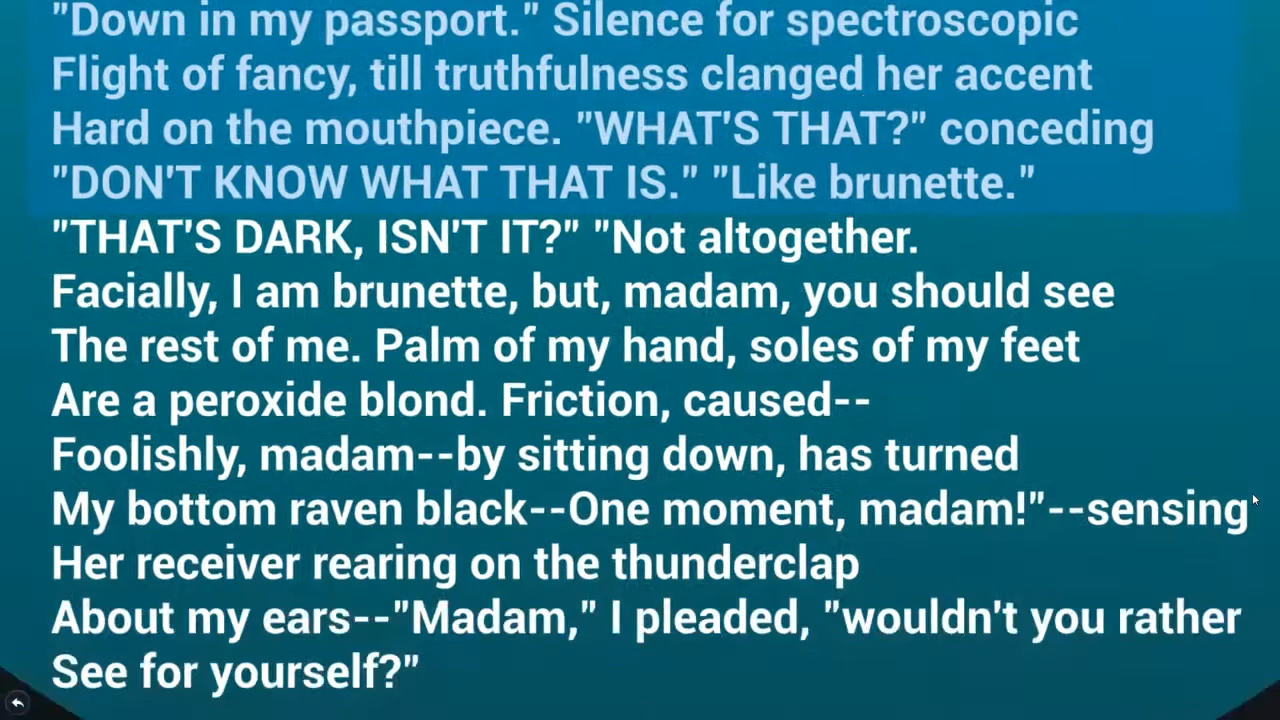 "Down in my passport." Silence for spectroscopic
Flight of fancy, till truthfulness clanged her accent
Hard on the mouthpiece. "WHAT'S THAT?" conceding
"DON'T KNOW WHAT THAT IS." "Like brunette."
"THAT'S DARK, ISN'T IT?" "Not altogether.
Facially, I am brunette, but, madam, you should see
The rest of me. Palm of my hand, soles of my feet
Are a peroxide blond. Friction, caused--
Foolishly, madam--by sitting down, has turned
My bottom raven black--One moment, madam!"--sensing
Her receiver rearing on the thunderclap
About my ears--"Madam," I pleaded, "wouldn't you rather
See for yourself?"